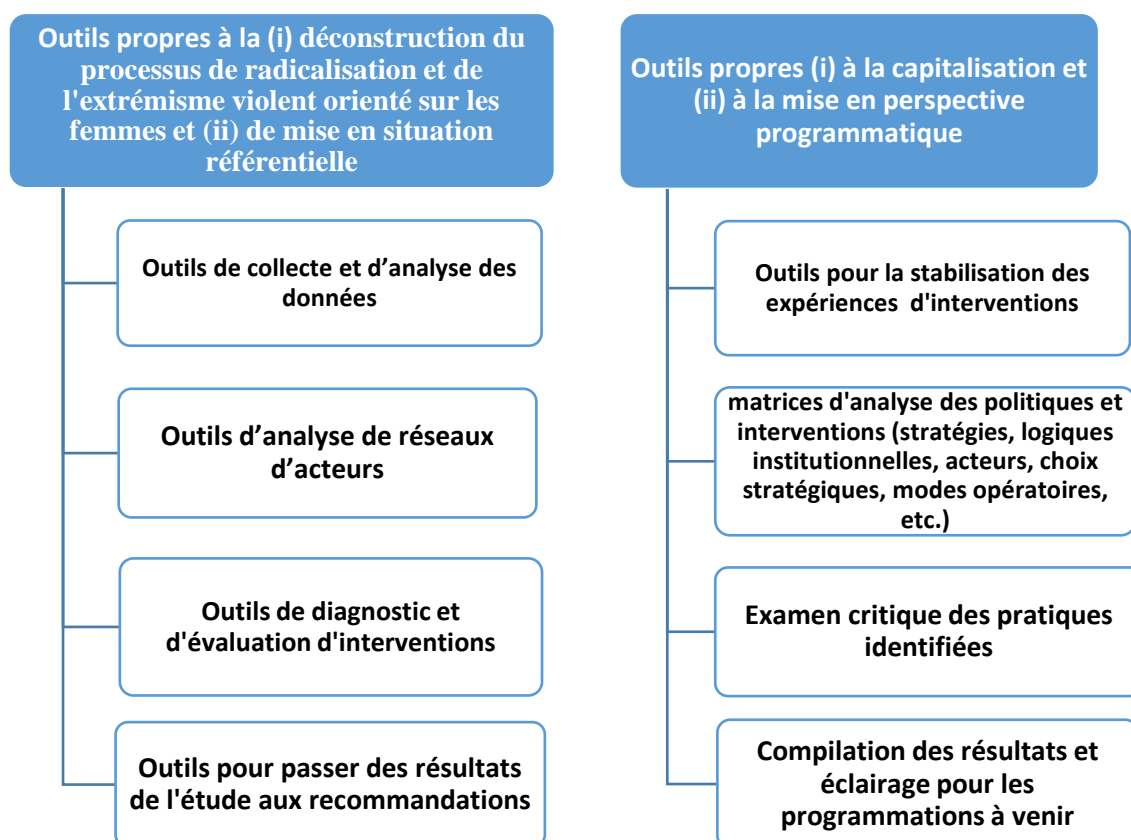 Outils propres à la (i) déconstruction du
processus de radicalisation et de
l'extrémisme violent orienté sur les
femmes et (ii) de mise en situation
référentielle
Outils de collecte et d’analyse des
données
Outils d’analyse de réseaux
d’acteurs
Outils de diagnostic et
d'évaluation d'interventions
Outils pour passer des résultats
de l'étude aux recommandations
Outils propres (i) à la capitalisation et
(ii) à la mise en perspective
programmatique
Outils pour la stabilisation des
expériences d'interventions
matrices d'analyse des politiques et
interventions (stratégies, logiques
institutionnelles, acteurs, choix
stratégiques, modes opératoires,
etc.)
Examen critique des pratiques
identifiées
Compilation des résultats et
éclairage pour les
programmations à venir